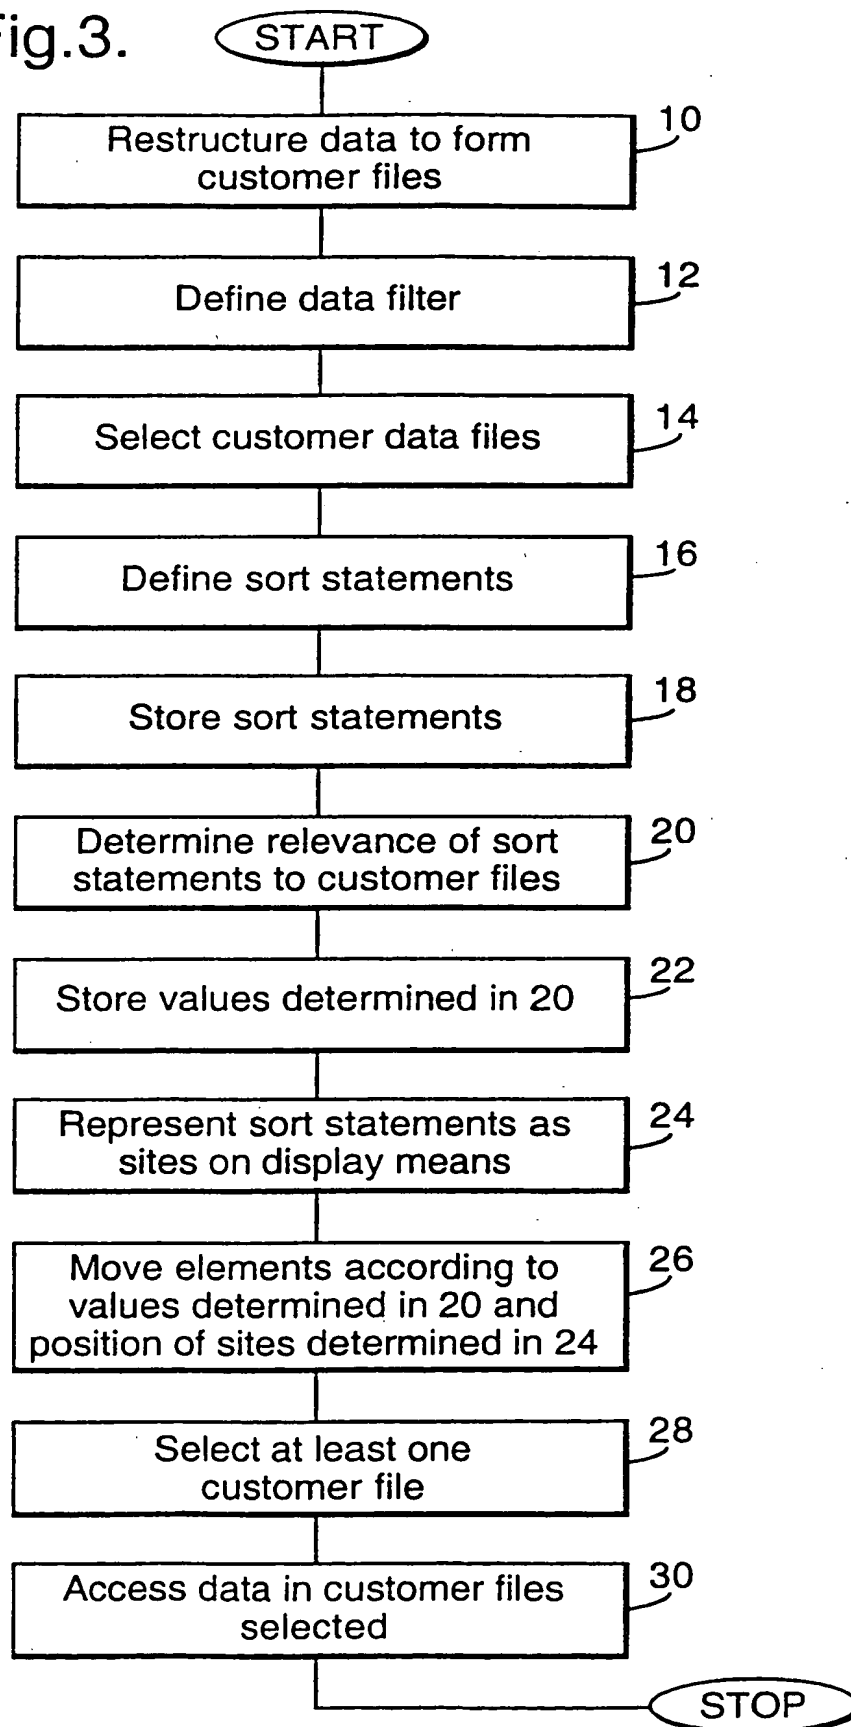 Fig.3.
START
Restructure data to form
customer files
10
Define data filter
12
Select customer data files
14
Define sort statements
16
Store sort statements
18
Determine relevance of sort
statements to customer files
20
Store values determined in 20
22
Represent sort statements as
sites on display means
24
Move elements according to
values determined in 20 and
position of sites determined in 24
26
Select at least one
customer file
28
Access data in customer files
selected
30
STOP